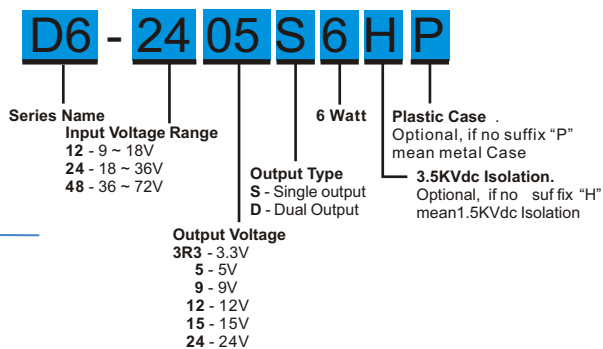 D6 - 24 05 S 6 H P
Series Name
Input Voltage Range
12 - 9 ~ 18V
24 - 18 ~ 36V
48 - 36 ~ 72V
Output Voltage
3R3 - 3.3V
5 - 5V
9 - 9V
12 - 12V
15 - 15V
24 - 24V
Output Type
S - Single output
D - Dual Output
6 Watt
Plastic Case .
Optional, if no suffix “P”
mean metal Case
3.5KVdc Isolation.
Optional, if no suf fix “H”
mean1.5KVdc Isolation